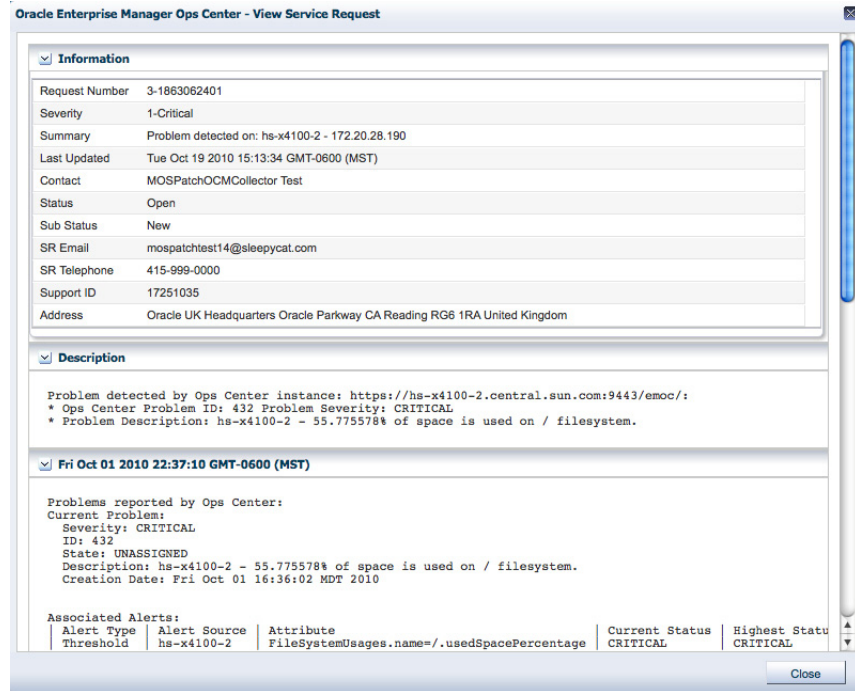 Oracle Enterprise Manager Ops Center - View Service Request
Information
Request Number 3-1863062401
Severity 1-Critical
Summary Problem detected on: hs-x4100-2 - 172.20.28.190
Last Updated Tue Oct 19 2010 15:13:34 GMT-0600 (MST)
Contact MOSPatchOCMCollector Test
Status Open
Sub Status New
SR Email mospatchtest14@sleepycat.com
SR Telephone 415-999-0000
Support ID 17251035
Address Oracle UK Headquarters Oracle Parkway CA Reading RG6 1RA United Kingdom
Description
Problem detected by Ops Center instance: https://hs-x4100-2.central.sun.com:9443/emoc/:
* Ops Center Problem ID: 432 Problem Severity: CRITICAL
* Problem Description: hs-x4100-2 - 55.775578% of space is used on / filesystem.
Fri Oct 01 2010 22:37:10 GMT-0600 (MST)
Problems reported by Ops Center:
Current Problem:
Severity: CRITICAL
ID: 432
State: UNASSIGNED
Description: hs-x4100-2 - 55.775578% of space is used on / filesystem.
Creation Date: Fri Oct 01 16:36:02 MDT 2010
Associated Alerts:
| Alert Type | Alert Source | Attribute | Current Status | Highest Statu
| Threshold | hs-x4100-2 | FileSystemUsages.name=/.usedSpacePercentage | CRITICAL | CRITICAL
Close